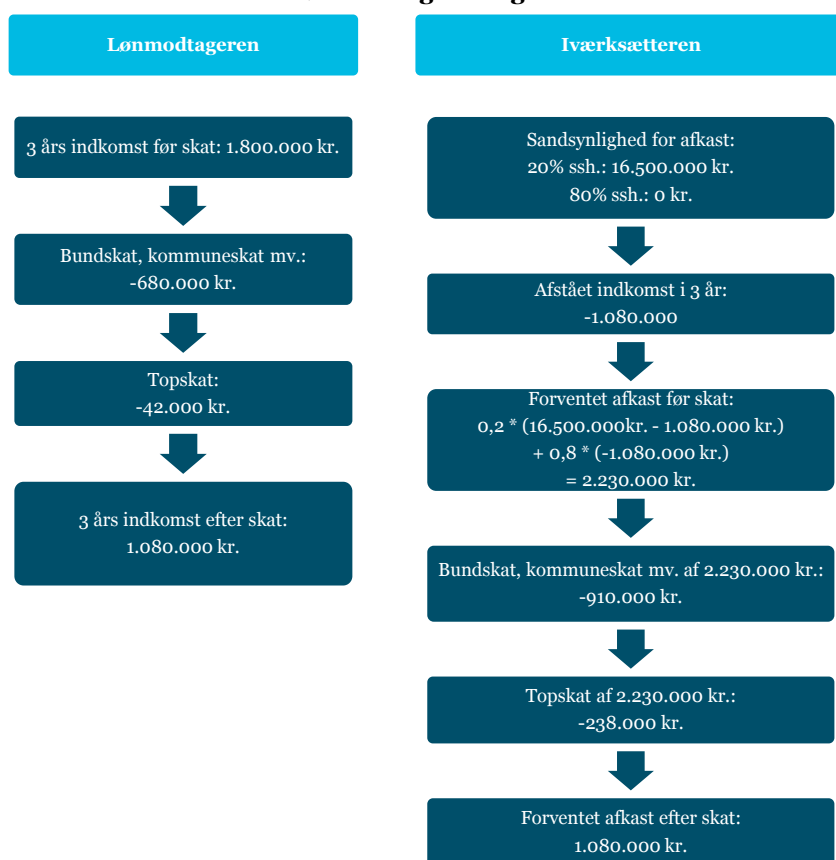 Lønmodtageren
3 års indkomst før skat: 1.800.000 kr.
Bundskat, kommuneskat mv.:
-680.000 kr.
Topskat:
-42.000 kr.
3 års indkomst efter skat:
1.080.000 kr.
Iværksætteren
Sandsynlighed for afkast:
20% ssh.: 16.500.000 kr.
80% ssh.: 0 kr.
Afstået indkomst i 3 år:
-1.080.000
Forventet afkast før skat:
0,2 * (16.500.000kr. - 1.080.000 kr.)
+ 0,8 * (-1.080.000 kr.)
= 2.230.000 kr.
Bundskat, kommuneskat mv. af 2.230.000 kr.:
-910.000 kr.
Topskat af 2.230.000 kr.:
-238.000 kr.
Forventet afkast efter skat:
1.080.000 kr.